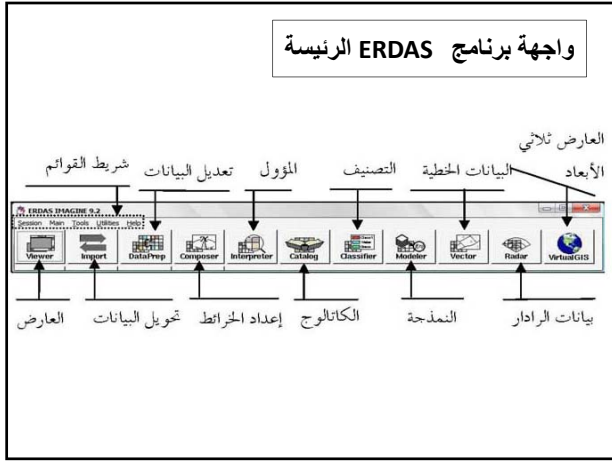 واجهة برنامج ERDAS الرئيسة
العارض ثلاثي
الأبعاد
شريط القوائم
تعديل البيانات
المؤول
التصنيف
البيانات الخطية
ERDAS IMAGINE 9.2
Session Main Tools Utilities Help
Viewer Import DataPrep Composer Interpreter Catalog Classifier Modeler Vector Radar VirtualGIS
العارض
تحويل البيانات
إعداد الخرائط
الكاتالوج
النمذجة
بيانات الرادار